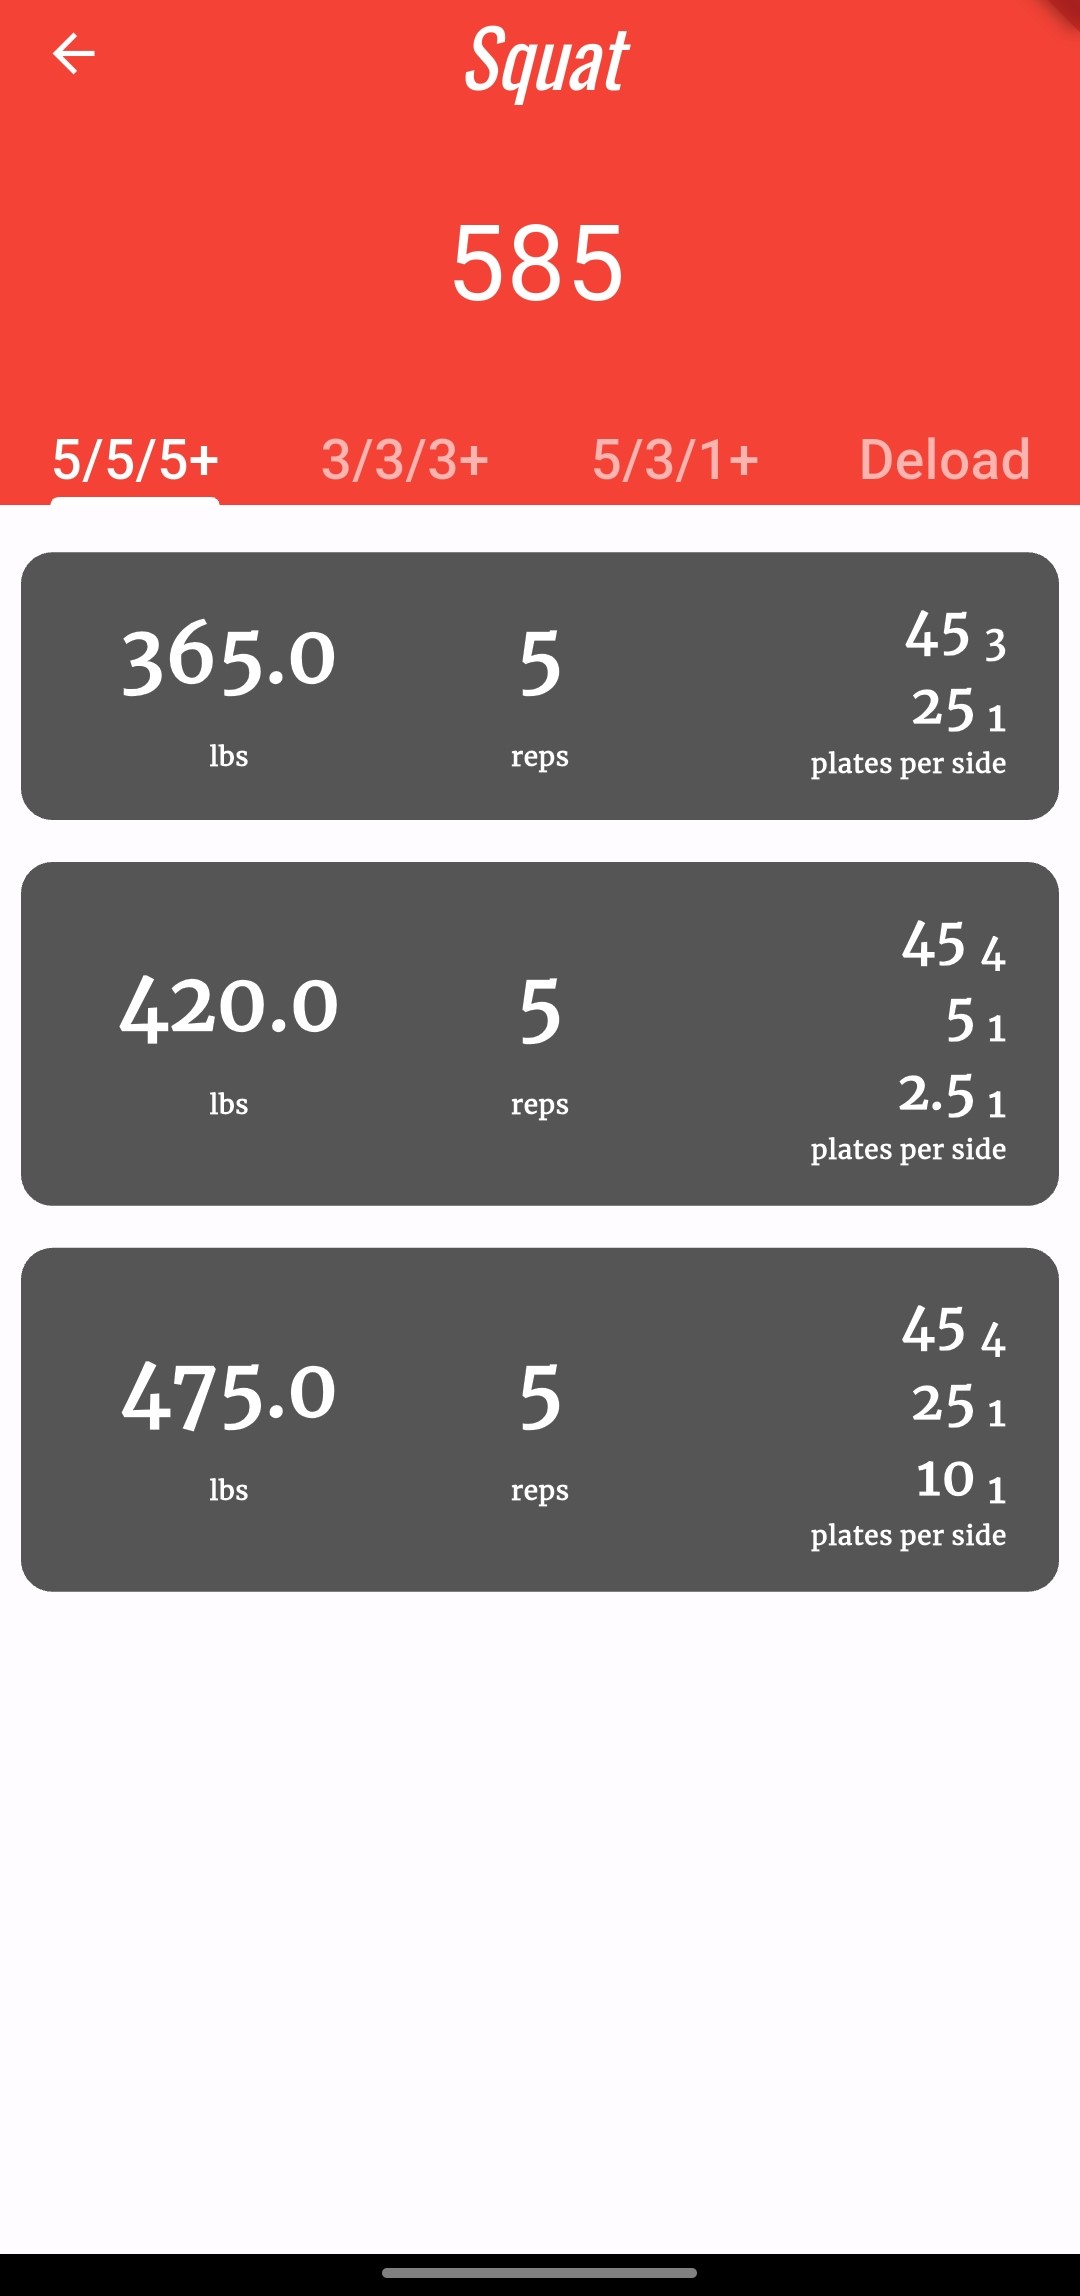 Squat
585
5/5/5+ 3/3/3+ 5/3/1+ Deload
365.0 5 45 3
25 1
lbs reps plates per side
420.0 5 45 4
5 1
2.5 1
lbs reps plates per side
475.0 5 45 4
25 1
10 1
lbs reps plates per side